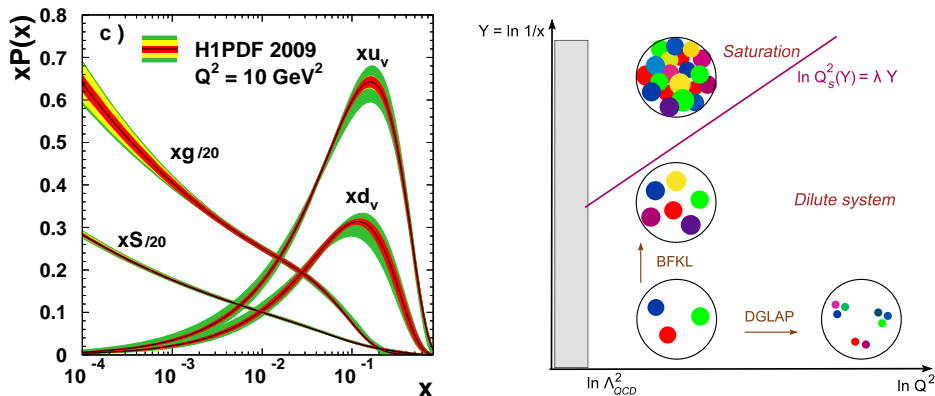 c )
H1PDF 2009
Q² = 10 GeV²
xP(x)
0.8
0.7
0.6
0.5
0.4
0.3
0.2
0.1
0
xu_v
xg /20
xd_v
xS/20
10⁻⁴
10⁻³
10⁻²
10⁻¹
x
Y = ln 1/x
Saturation
ln Q²_s(Y) = λ Y
Dilute system
BFKL
DGLAP
ln Λ²_QCD
ln Q²